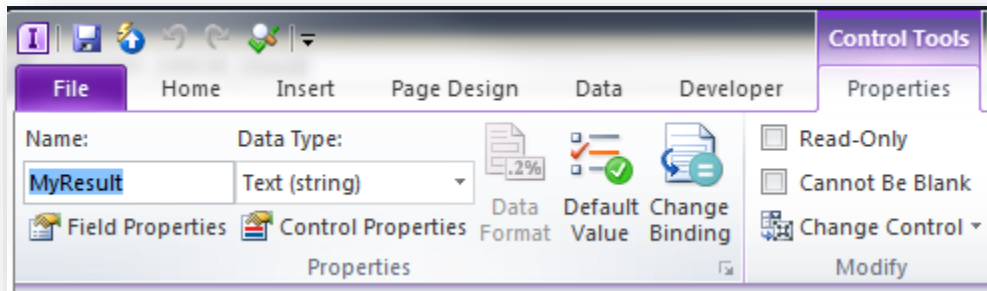 Control Tools
File Home Insert Page Design Data Developer Properties
Name: Data Type: Read-Only
MyResult Text (string) .2% Cannot Be Blank
Field Properties Control Properties Data Format Default Value Change Binding Change Control
Properties Modify